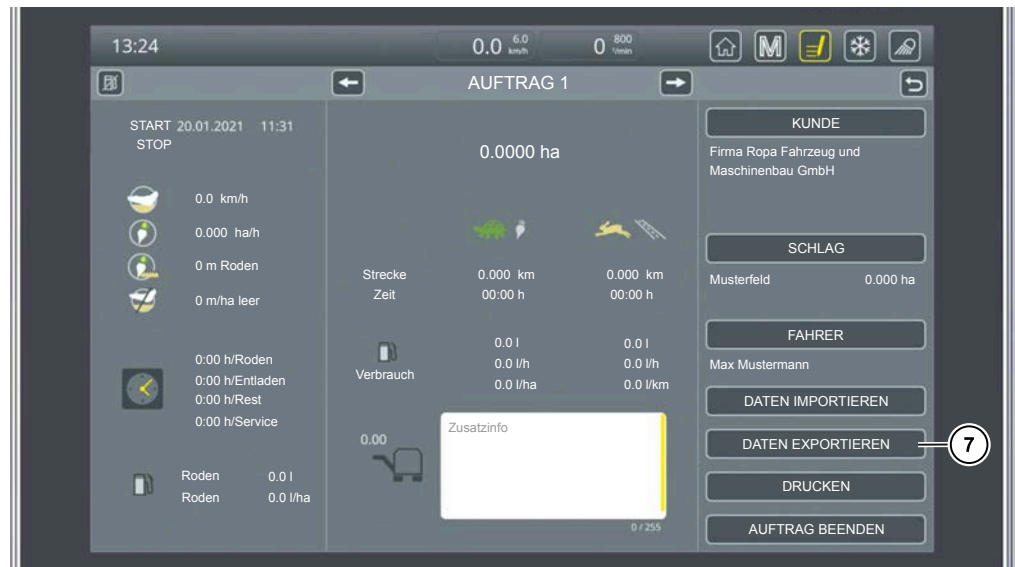 13:24
0.0 6.0 km/h
0 800 1/min
M
AUFTRAG 1
START 20.01.2021 11:31
STOP
0.0 km/h
0.000 ha/h
0 m Roden
0 m/ha leer
0:00 h/Roden
0:00 h/Entladen
0:00 h/Rest
0:00 h/Service
Roden 0.0 l
Roden 0.0 l/ha
0.0000 ha
Strecke 0.000 km 0.000 km
Zeit 00:00 h 00:00 h
0.0 l 0.0 l
0.0 l/h 0.0 l/h
Verbrauch
0.0 l/ha 0.0 l/km
0.00
Zusatzinfo
0 / 255
KUNDE
Firma Ropa Fahrzeug und
Maschinenbau GmbH
SCHLAG
Musterfeld 0.000 ha
FAHRER
Max Mustermann
DATEN IMPORTIEREN
DATEN EXPORTIEREN
7
DRUCKEN
AUFTRAG BEENDEN